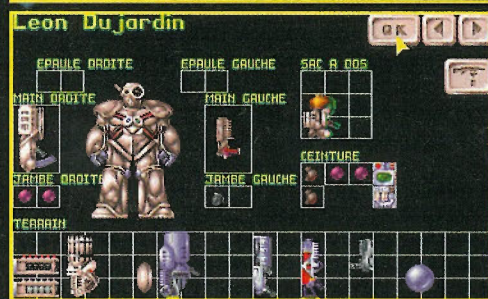 Leon Dujardin
OK
EPAULE DROITE
EPAULE GAUCHE
SAC A DOS
MAIN DROITE
MAIN GAUCHE
CEINTURE
JAMBE DROITE
JAMBE GAUCHE
TERRAIN